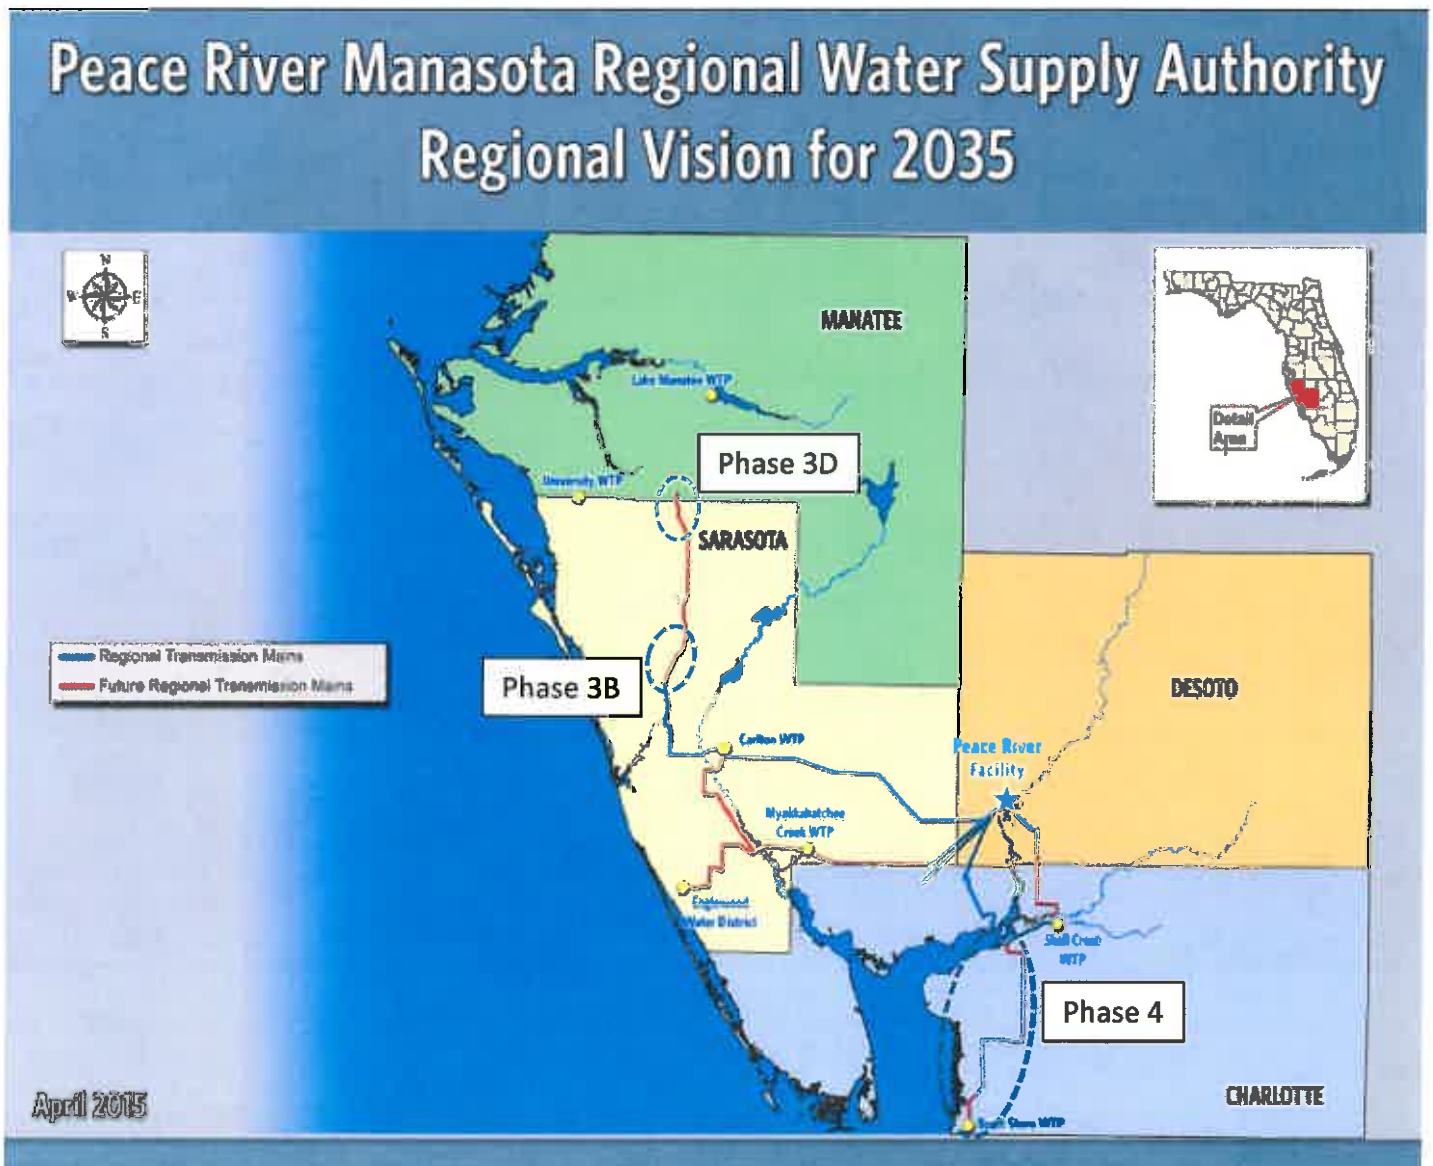 Peace River Manasota Regional Water Supply Authority
Regional Vision for 2035
N
W E
S
MANATEE
Lake Manatee WTP
Detail
Area
Phase 3D
University WTP
SARASOTA
Regional Transmission Mains
Future Regional Transmission Mains
Phase 3B
DESOTO
Carlton WTP
Peace River
Facility
Myakkahatchee
Creek WTP
Englewood
Water District
Shell Creek
WTP
Phase 4
CHARLOTTE
April 2015
WTP